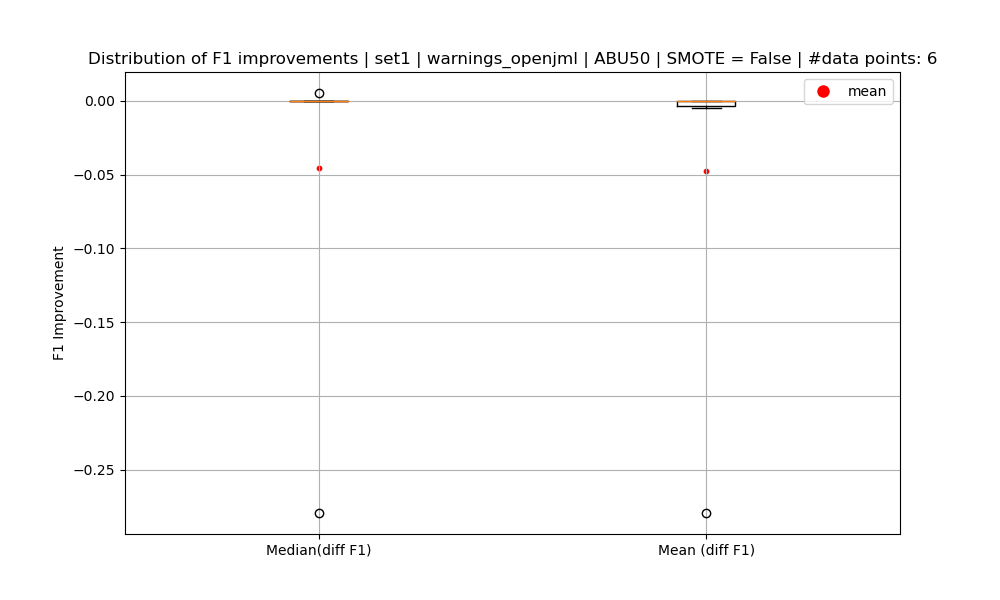 Distribution of F1 improvements | set1 | warnings_openjml | ABU50 | SMOTE = False | #data points: 6
mean
0.00
−0.05
−0.10
−0.15
−0.20
−0.25
F1 Improvement
Median(diff F1)
Mean (diff F1)